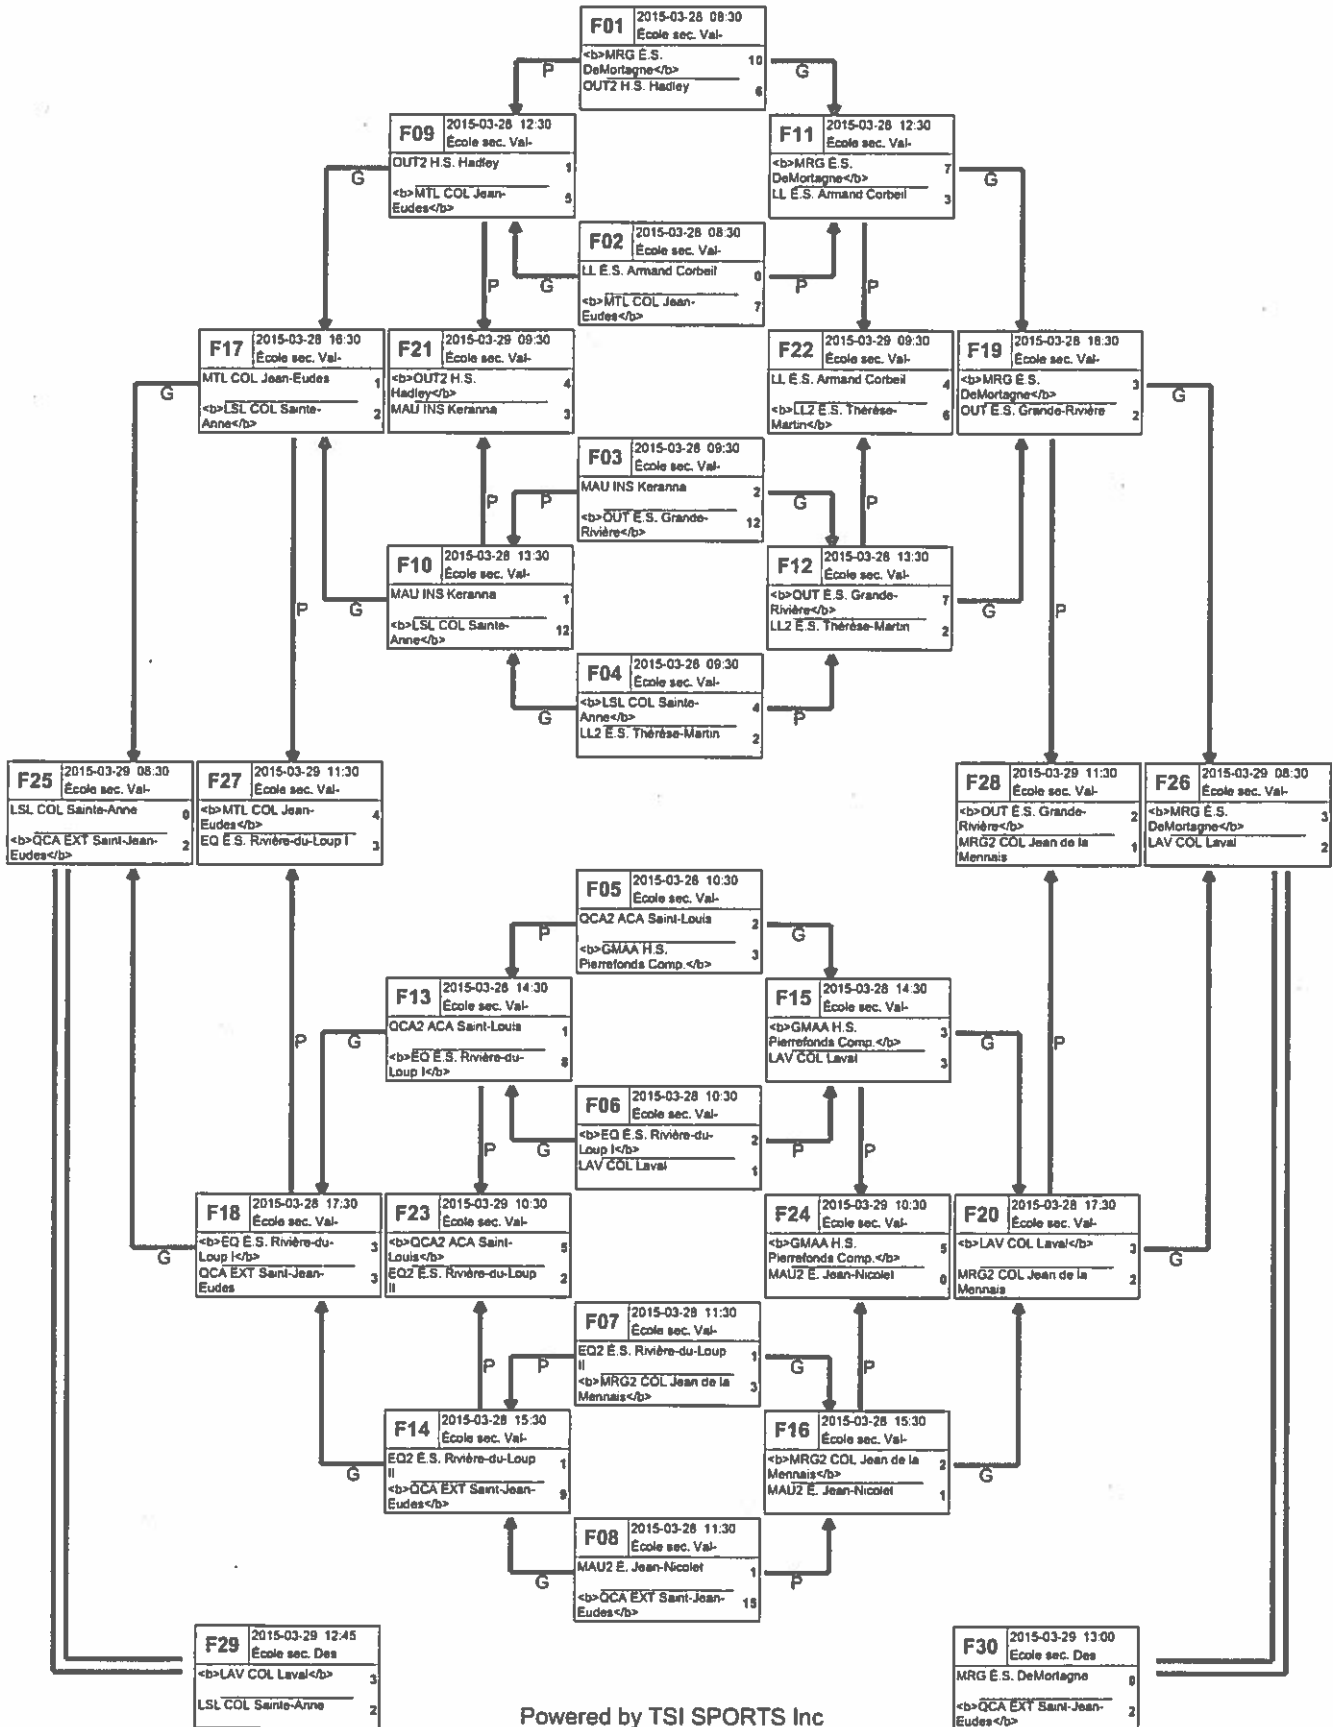 F01 2015-03-28 08:30
École sec. Val-
<b>MRG É.S. 10
DeMortagne</b>
OUT2 H.S. Hadley 6
P
G
F09 2015-03-28 12:30
École sec. Val-
OUT2 H.S. Hadley 1
<b>MTL COL Jean- 5
Eudes</b>
F11 2015-03-28 12:30
École sec. Val-
<b>MRG É.S. 7
DeMortagne</b>
LL É.S. Armand Corbeil 3
G
G
F02 2015-03-28 08:30
École sec. Val-
LL É.S. Armand Corbeil 0
<b>MTL COL Jean- 7
Eudes</b>
P
G
P
P
F17 2015-03-28 16:30
École sec. Val-
MTL COL Jean-Eudes 1
<b>LSL COL Sainte- 2
Anne</b>
F21 2015-03-29 09:30
École sec. Val-
<b>OUT2 H.S. 4
Hadley</b>
MAU INS Keranna 3
F22 2015-03-29 09:30
École sec. Val-
LL É.S. Armand Corbeil 4
<b>LL2 É.S. Thérèse- 6
Martin</b>
F19 2015-03-28 16:30
École sec. Val-
<b>MRG É.S. 3
DeMortagne</b>
OUT É.S. Grande-Rivière 2
G
G
F03 2015-03-28 09:30
École sec. Val-
MAU INS Keranna 2
<b>OUT É.S. Grande- 12
Rivière</b>
P
P
G
P
F10 2015-03-28 13:30
École sec. Val-
MAU INS Keranna 1
<b>LSL COL Sainte- 12
Anne</b>
F12 2015-03-28 13:30
École sec. Val-
<b>OUT É.S. Grande- 7
Rivière</b>
LL2 É.S. Thérèse-Martin 2
P
G
G
P
F04 2015-03-28 09:30
École sec. Val-
<b>LSL COL Sainte- 4
Anne</b>
LL2 É.S. Thérèse-Martin 2
G
P
F25 2015-03-29 08:30
École sec. Val-
LSL COL Sainte-Anne 0
<b>QCA EXT Saint-Jean- 2
Eudes</b>
F27 2015-03-29 11:30
École sec. Val-
<b>MTL COL Jean- 4
Eudes</b>
EQ É.S. Rivière-du-Loup I 3
F28 2015-03-29 11:30
École sec. Val-
<b>OUT É.S. Grande- 2
Rivière</b>
MRG2 COL Jean de la 1
Mennais
F26 2015-03-29 08:30
École sec. Val-
<b>MRG É.S. 3
DeMortagne</b>
LAV COL Laval 2
F05 2015-03-28 10:30
École sec. Val-
QCA2 ACA Saint-Louis 2
<b>GMAA H.S. 3
Pierrefonds Comp.</b>
P
G
F13 2015-03-28 14:30
École sec. Val-
QCA2 ACA Saint-Louis 1
<b>EQ É.S. Rivière-du- 8
Loup I</b>
F15 2015-03-28 14:30
École sec. Val-
<b>GMAA H.S. 3
Pierrefonds Comp.</b>
LAV COL Laval 3
P
G
G
P
F06 2015-03-28 10:30
École sec. Val-
<b>EQ É.S. Rivière-du- 2
Loup I</b>
LAV COL Laval 1
P
G
P
P
F18 2015-03-28 17:30
École sec. Val-
<b>EQ É.S. Rivière-du- 3
Loup I</b>
QCA EXT Saint-Jean- 3
Eudes
F23 2015-03-29 10:30
École sec. Val-
<b>QCA2 ACA Saint- 5
Louis</b>
EQ2 É.S. Rivière-du-Loup 2
II
F24 2015-03-29 10:30
École sec. Val-
<b>GMAA H.S. 5
Pierrefonds Comp.</b>
MAU2 É. Jean-Nicolet 0
F20 2015-03-28 17:30
École sec. Val-
<b>LAV COL Laval</b> 3
MRG2 COL Jean de la 2
Mennais
G
G
F07 2015-03-28 11:30
École sec. Val-
EQ2 É.S. Rivière-du-Loup 1
II
<b>MRG2 COL Jean de la 3
Mennais</b>
P
P
G
P
F14 2015-03-28 15:30
École sec. Val-
EQ2 É.S. Rivière-du-Loup 1
II
<b>QCA EXT Saint-Jean- 9
Eudes</b>
F16 2015-03-28 15:30
École sec. Val-
<b>MRG2 COL Jean de la 2
Mennais</b>
MAU2 É. Jean-Nicolet 1
G
G
F08 2015-03-28 11:30
École sec. Val-
MAU2 É. Jean-Nicolet 1
<b>QCA EXT Saint-Jean- 15
Eudes</b>
G
P
F29 2015-03-29 12:45
École sec. Des
<b>LAV COL Laval</b> 3
LSL COL Sainte-Anne 2
F30 2015-03-29 13:00
École sec. Des
MRG É.S. DeMortagne 0
<b>QCA EXT Saint-Jean- 2
Eudes</b>
Powered by TSI SPORTS Inc